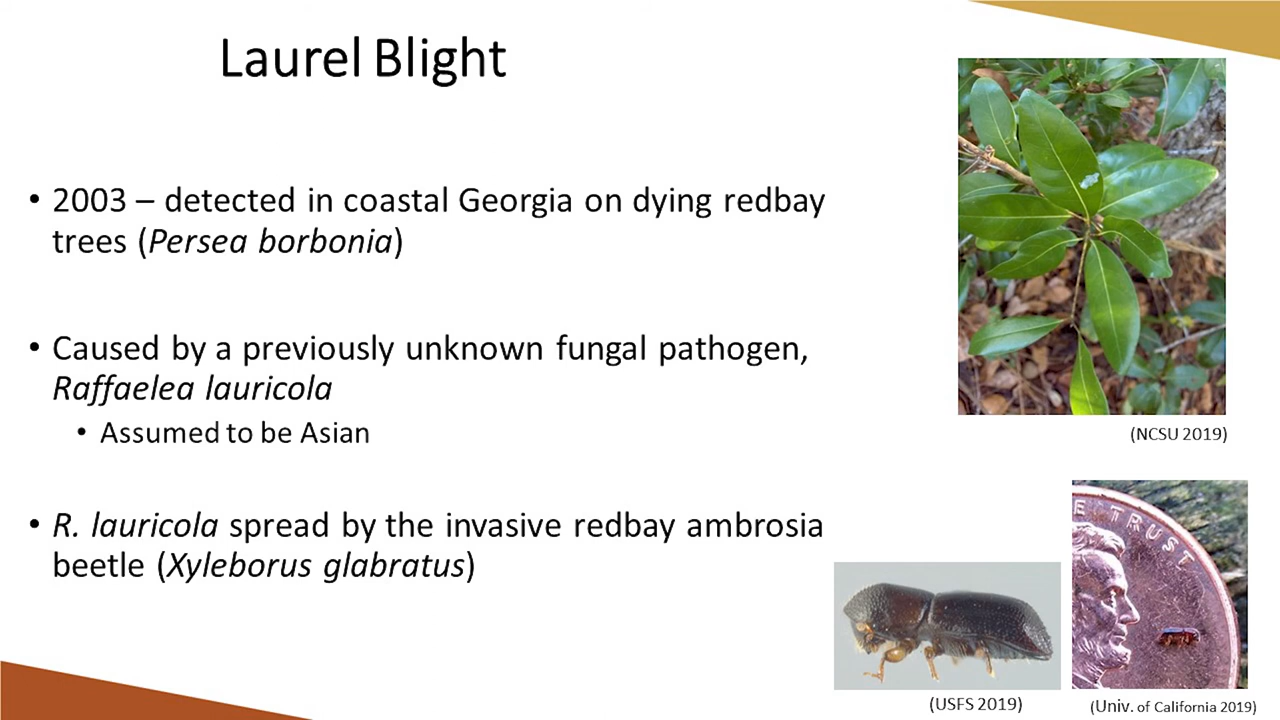 Laurel Blight
• 2003 – detected in coastal Georgia on dying redbay
trees (Persea borbonia)
• Caused by a previously unknown fungal pathogen,
Raffaelea lauricola
• Assumed to be Asian
• R. lauricola spread by the invasive redbay ambrosia
beetle (Xyleborus glabratus)
(NCSU 2019)
E TRUST
(USFS 2019)
(Univ. of California 2019)